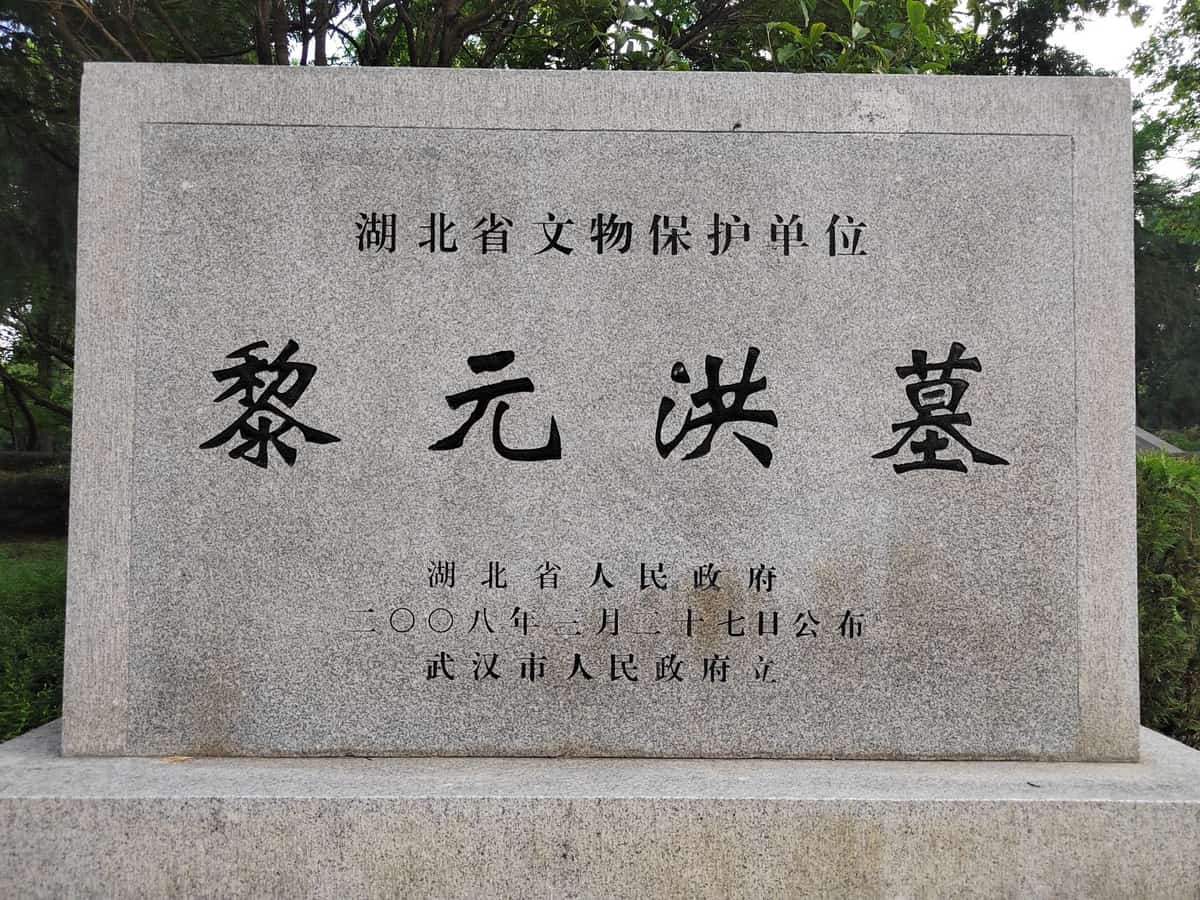 湖北省文物保护单位
黎元洪墓
湖北省人民政府
二〇〇八年三月二十七日公布
武汉市人民政府立